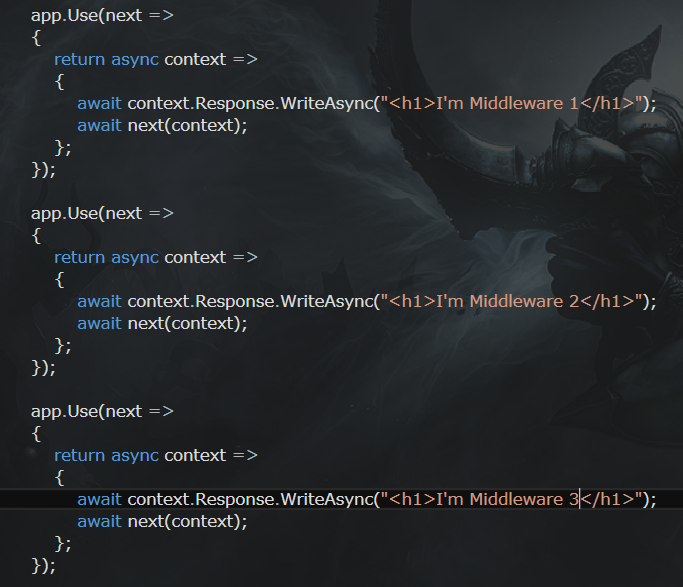 app.Use(next =>
{
return async context =>
{
await context.Response.WriteAsync("<h1>I'm Middleware 1</h1>");
await next(context);
};
});
app.Use(next =>
{
return async context =>
{
await context.Response.WriteAsync("<h1>I'm Middleware 2</h1>");
await next(context);
};
});
app.Use(next =>
{
return async context =>
{
await context.Response.WriteAsync("<h1>I'm Middleware 3</h1>");
await next(context);
};
});